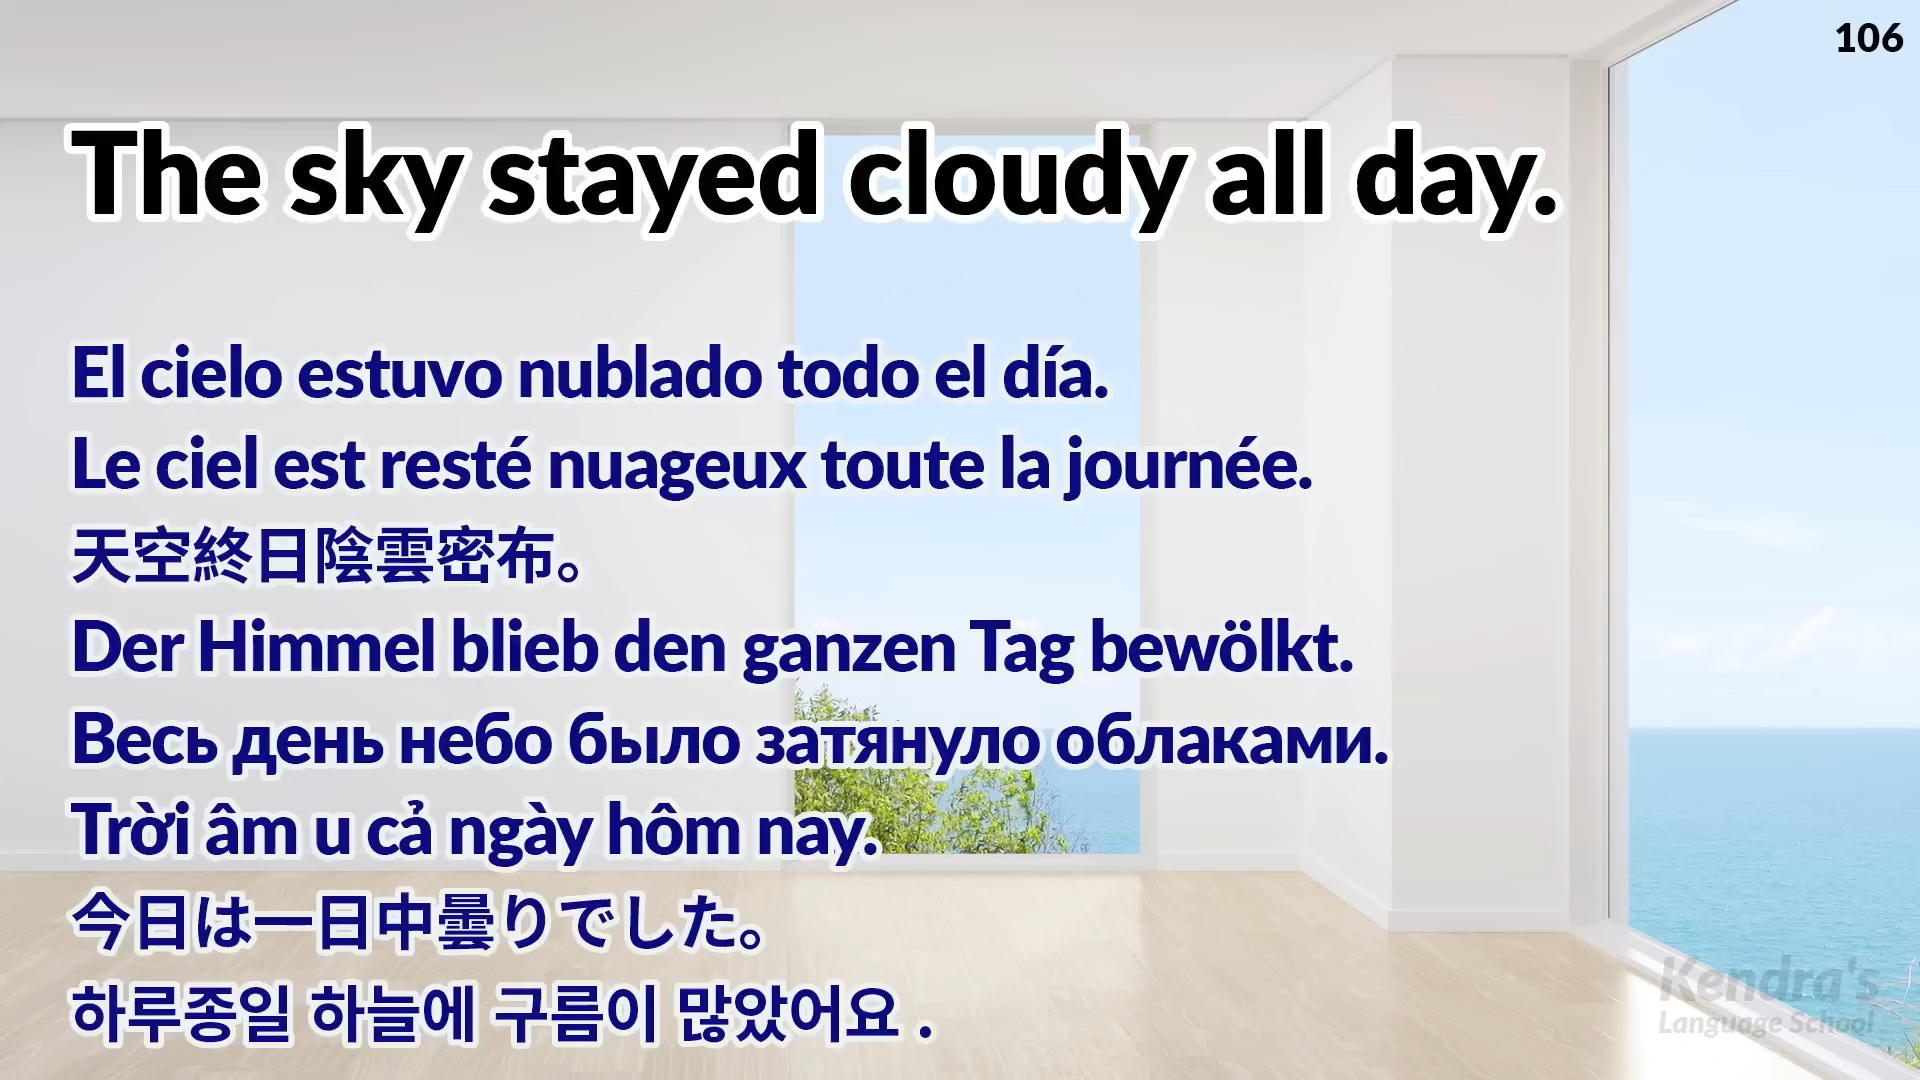 106
The sky stayed cloudy all day.
El cielo estuvo nublado todo el día.
Le ciel est resté nuageux toute la journée.
天空終日陰雲密布。
Der Himmel blieb den ganzen Tag bewölkt.
Весь день небо было затянуло облаками.
Trời âm u cả ngày hôm nay.
今日は一日中曇りでした。
하루종일 하늘에 구름이 많았어요 .
Kendra's
Language School